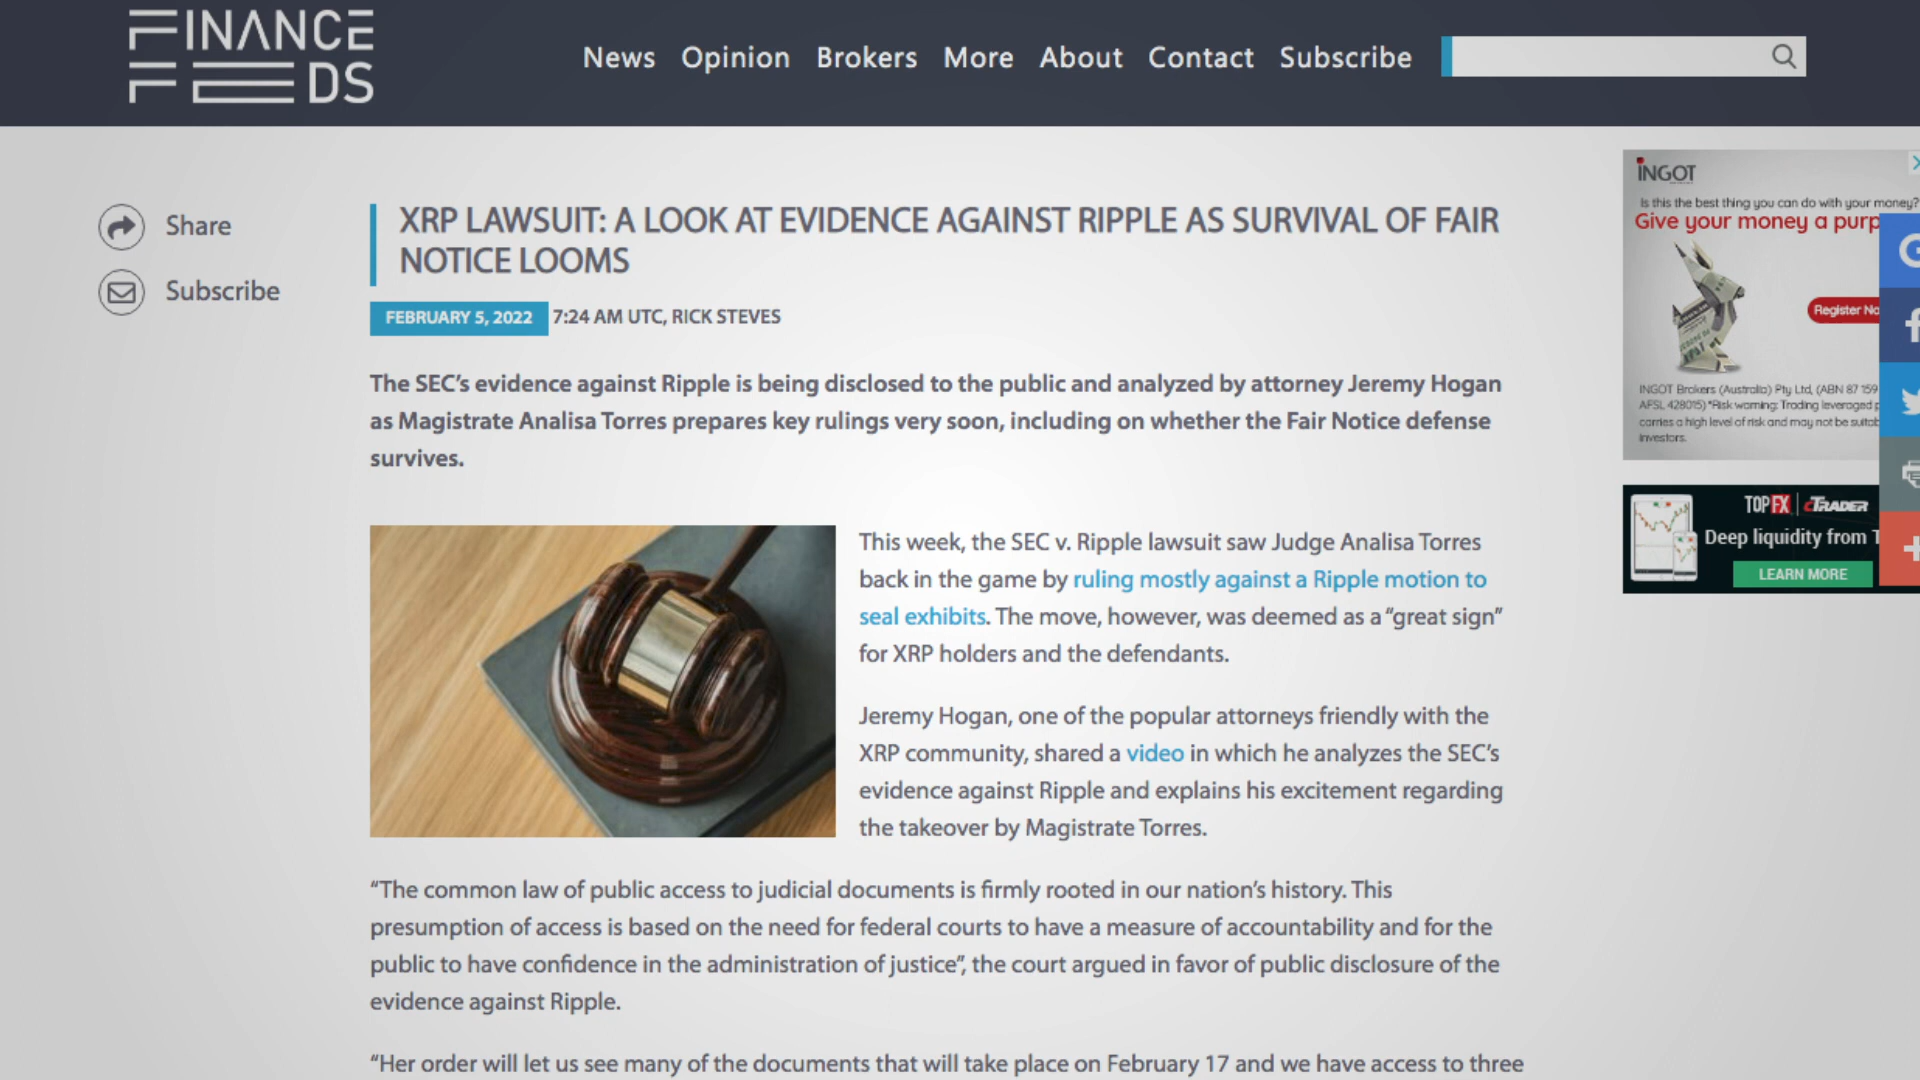 FINANCE
FEEDS
News Opinion Brokers More About Contact Subscribe
Share
Subscribe
XRP LAWSUIT: A LOOK AT EVIDENCE AGAINST RIPPLE AS SURVIVAL OF FAIR
NOTICE LOOMS
FEBRUARY 5, 2022 7:24 AM UTC, RICK STEVES
The SEC’s evidence against Ripple is being disclosed to the public and analyzed by attorney Jeremy Hogan
as Magistrate Analisa Torres prepares key rulings very soon, including on whether the Fair Notice defense
survives.
This week, the SEC v. Ripple lawsuit saw Judge Analisa Torres
back in the game by ruling mostly against a Ripple motion to
seal exhibits. The move, however, was deemed as a “great sign”
for XRP holders and the defendants.
Jeremy Hogan, one of the popular attorneys friendly with the
XRP community, shared a video in which he analyzes the SEC’s
evidence against Ripple and explains his excitement regarding
the takeover by Magistrate Torres.
“The common law of public access to judicial documents is firmly rooted in our nation’s history. This
presumption of access is based on the need for federal courts to have a measure of accountability and for the
public to have confidence in the administration of justice”, the court argued in favor of public disclosure of the
evidence against Ripple.
“Her order will let us see many of the documents that will take place on February 17 and we have access to three
INGOT
Is this the best thing you can do with your money?
Give your money a purp
Register No
INGOT Brokers (Australia) Pty Ltd, (ABN 87 159
AFSL 428015) *Risk warning: Trading leveraged p
carries a high level of risk and may not be suitab
investors.
TOPFX | cTRADER
Deep liquidity from T
LEARN MORE